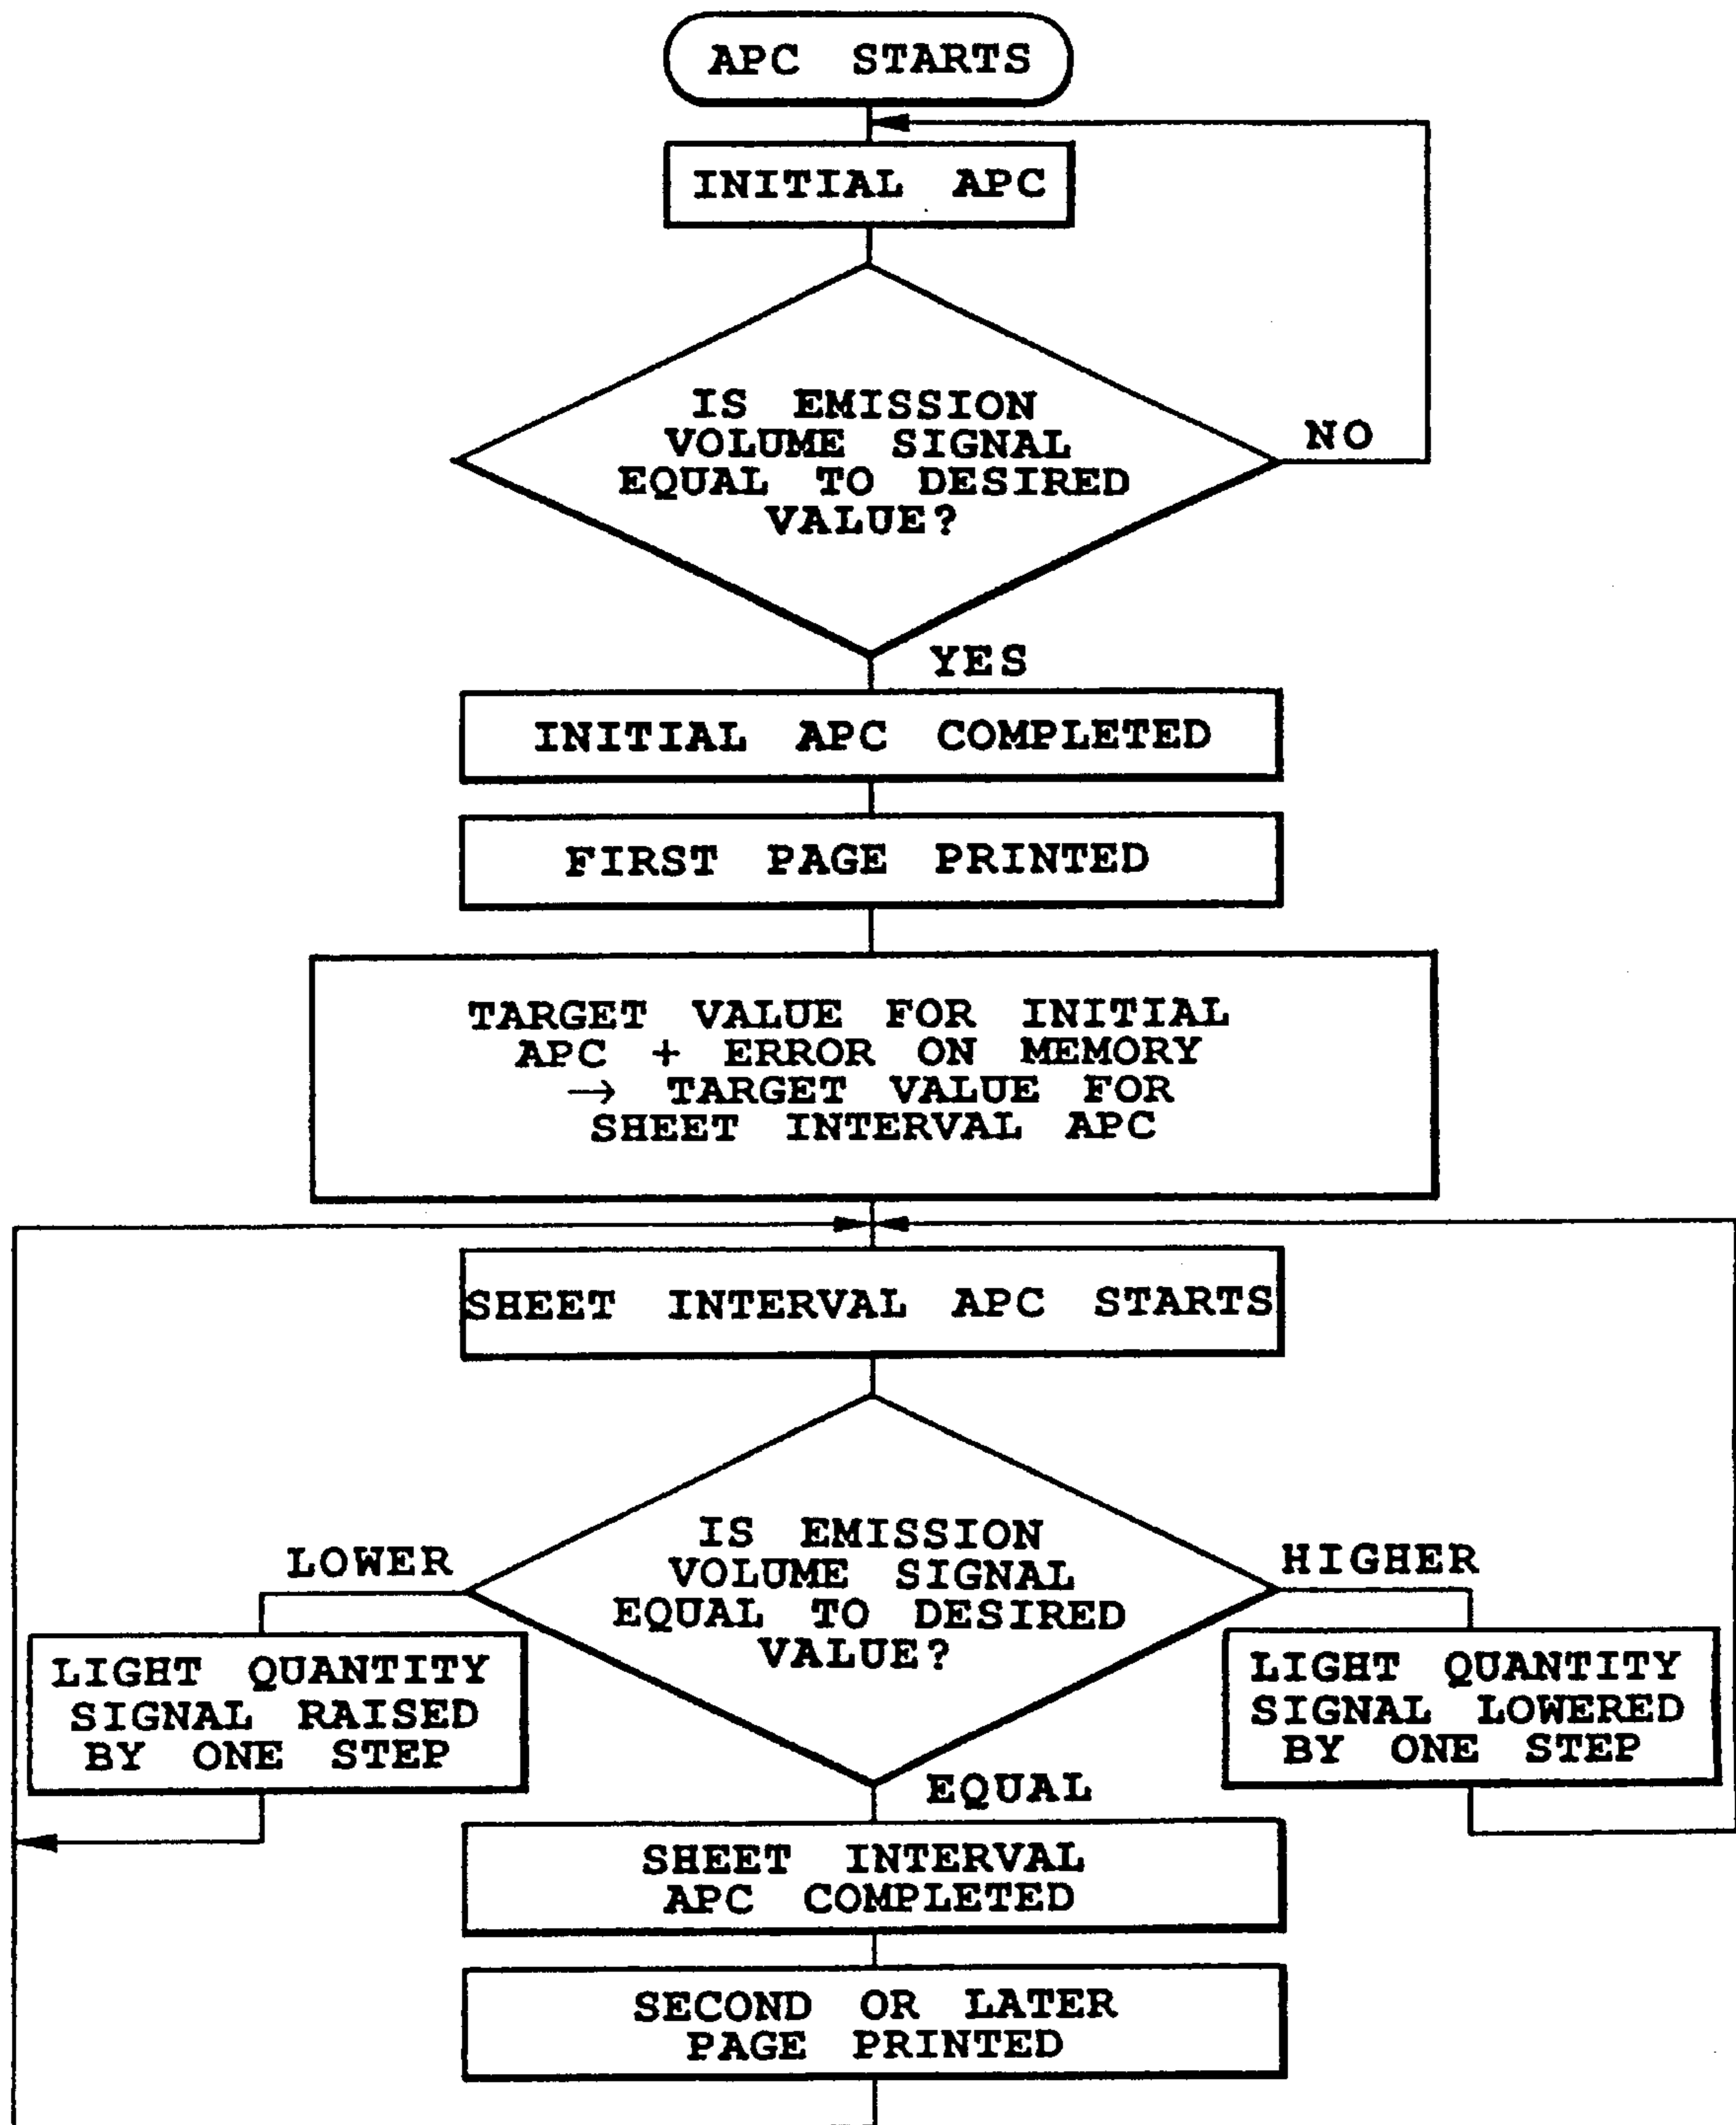 APC STARTS
INITIAL APC
IS EMISSION
VOLUME SIGNAL
EQUAL TO DESIRED
VALUE?
NO
YES
INITIAL APC COMPLETED
FIRST PAGE PRINTED
TARGET VALUE FOR INITIAL
APC + ERROR ON MEMORY
→ TARGET VALUE FOR
SHEET INTERVAL APC
SHEET INTERVAL APC STARTS
IS EMISSION
VOLUME SIGNAL
EQUAL TO DESIRED
VALUE?
LOWER
HIGHER
LIGHT QUANTITY
SIGNAL RAISED
BY ONE STEP
LIGHT QUANTITY
SIGNAL LOWERED
BY ONE STEP
EQUAL
SHEET INTERVAL
APC COMPLETED
SECOND OR LATER
PAGE PRINTED